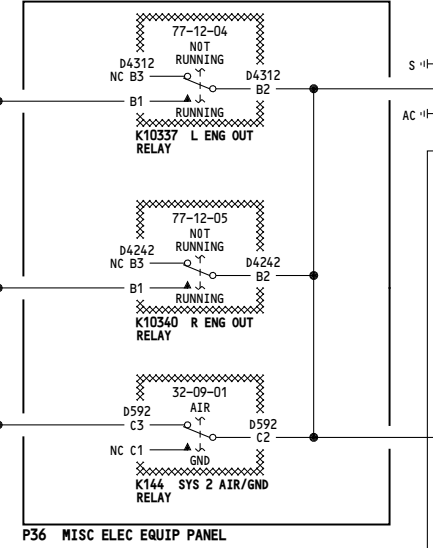 77-12-04
NOT
RUNNING
D4312
NC B3
D4312
B2
B1
RUNNING
K10337 L ENG OUT
RELAY
S
AC
77-12-05
NOT
RUNNING
D4242
NC B3
D4242
B2
B1
RUNNING
K10340 R ENG OUT
RELAY
32-09-01
AIR
D592
C3
D592
C2
NC C1
GND
K144 SYS 2 AIR/GND
RELAY
P36 MISC ELEC EQUIP PANEL